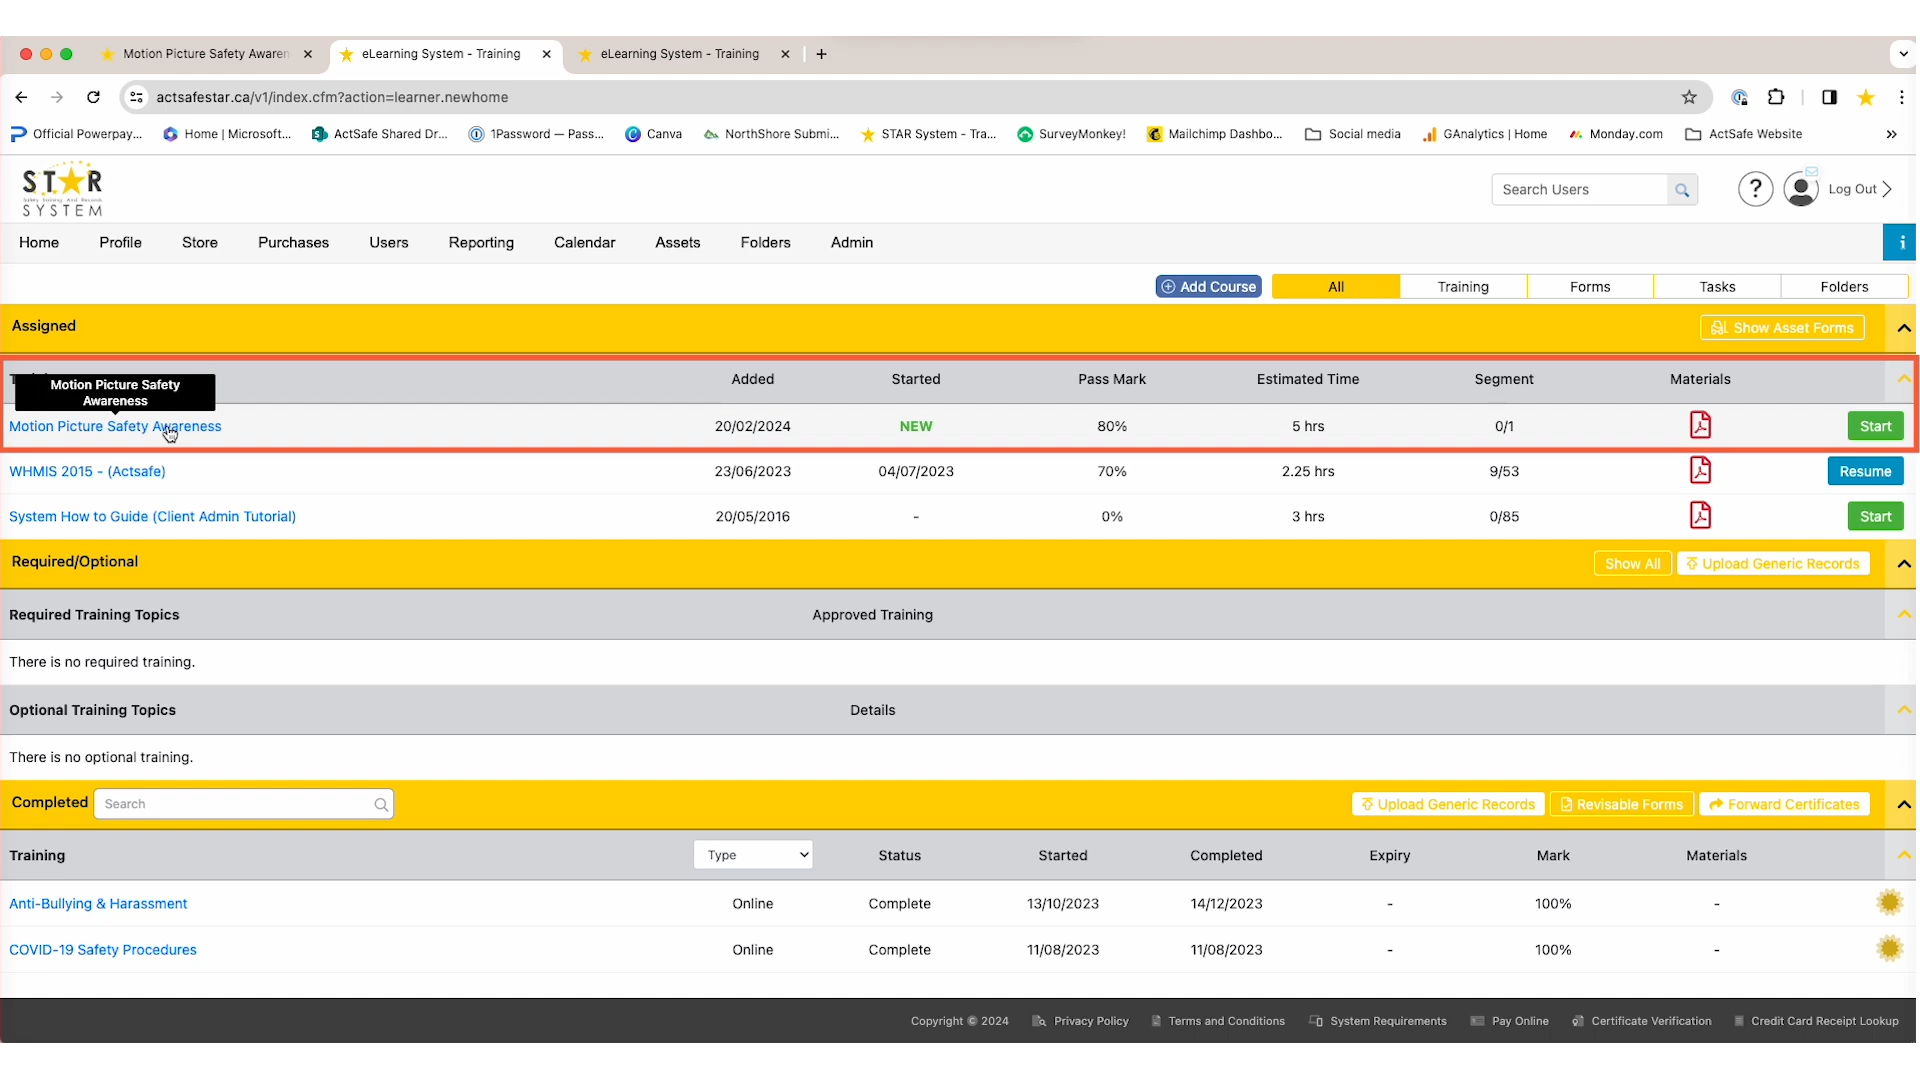 Motion Picture Safety Awaren
eLearning System - Training
eLearning System - Training
actsafestar.ca/v1/index.cfm?action=learner.newhome
Official Powerpay... Home | Microsoft... ActSafe Shared Dr... 1Password — Pass... Canva NorthShore Submi... STAR System - Tra... SurveyMonkey! Mailchimp Dashbo... Social media GAnalytics | Home Monday.com ActSafe Website »
STAR
Safety Training And Records
SYSTEM
Search Users
?
Log Out
Home Profile Store Purchases Users Reporting Calendar Assets Folders Admin
i
Add Course All Training Forms Tasks Folders
Assigned Show Asset Forms
Added Started Pass Mark Estimated Time Segment Materials
Motion Picture Safety
Awareness
Motion Picture Safety Awareness 20/02/2024 NEW 80% 5 hrs 0/1 Start
WHMIS 2015 - (Actsafe) 23/06/2023 04/07/2023 70% 2.25 hrs 9/53 Resume
System How to Guide (Client Admin Tutorial) 20/05/2016 - 0% 3 hrs 0/85 Start
Required/Optional Show All Upload Generic Records
Required Training Topics Approved Training
There is no required training.
Optional Training Topics Details
There is no optional training.
Completed Search Upload Generic Records Revisable Forms Forward Certificates
Training Type Status Started Completed Expiry Mark Materials
Anti-Bullying & Harassment Online Complete 13/10/2023 14/12/2023 - 100% -
COVID-19 Safety Procedures Online Complete 11/08/2023 11/08/2023 - 100% -
Copyright © 2024 Privacy Policy Terms and Conditions System Requirements Pay Online Certificate Verification Credit Card Receipt Lookup